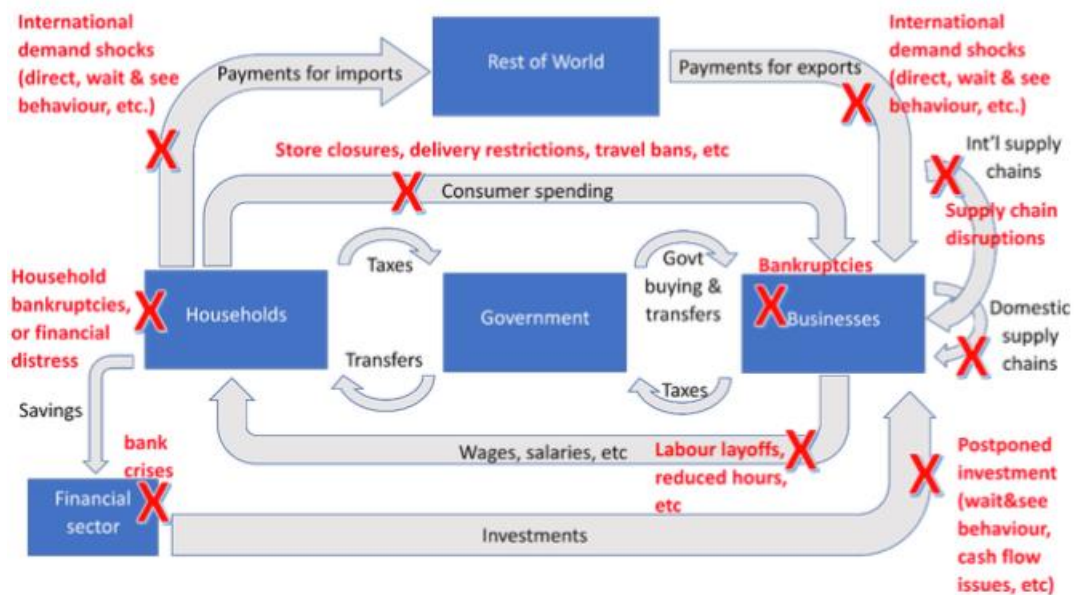 International
demand shocks
(direct, wait & see
behaviour, etc.)
Payments for imports
Rest of World
Payments for exports
International
demand shocks
(direct, wait & see
behaviour, etc.)
X
X
Store closures, delivery restrictions, travel bans, etc
X
Consumer spending
X
Int'l supply
chains
Supply chain
disruptions
Household
bankruptcies,
or financial
distress
X
Households
Taxes
Transfers
Government
Govt
buying &
transfers
Taxes
Bankruptcies
X
Businesses
Domestic
supply
chains
X
Savings
bank
crises
X
Financial
sector
Wages, salaries, etc
Labour layoffs,
reduced hours,
etc
X
Investments
X
Postponed
investment
(wait&see
behaviour,
cash flow
issues, etc)